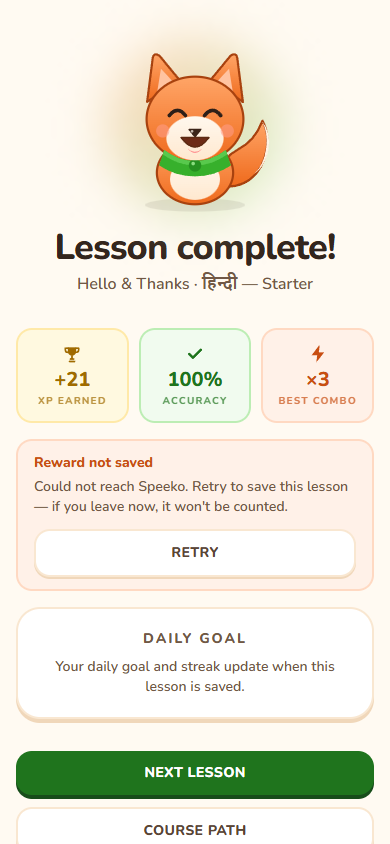 Lesson complete!
Hello & Thanks · हिन्दी — Starter
+21
XP EARNED
100%
ACCURACY
×3
BEST COMBO
Reward not saved
Could not reach Speeko. Retry to save this lesson
— if you leave now, it won't be counted.
RETRY
DAILY GOAL
Your daily goal and streak update when this
lesson is saved.
NEXT LESSON
COURSE PATH